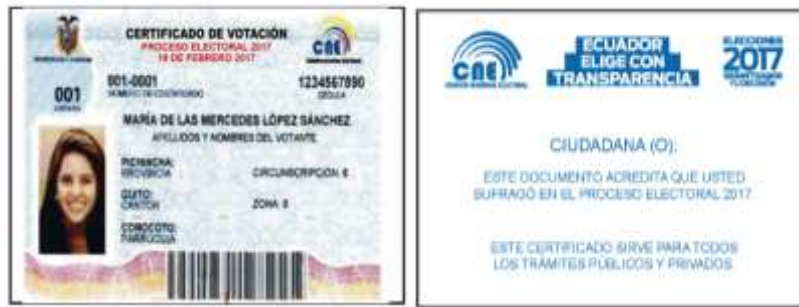 CERTIFICADO DE VOTACIÓN
PROCESO ELECTORAL 2017
19 DE FEBRERO 2017
CNE
001
001-0001
1234567890
CÉDULA
MARÍA DE LAS MERCEDES LÓPEZ SÁNCHEZ
APELLIDOS Y NOMBRES DEL VOTANTE
PICHINCHA
PROVINCIA
CIRCUNSCRIPCIÓN: 6
QUITO
CANTÓN
ZONA: 0
PARROQUIA
CNE
ECUADOR
ELIGE CON
TRANSPARENCIA
ELECCIONES
2017
CIUDADANA (O):
ESTE DOCUMENTO ACREDITA QUE USTED
SUFRAGÓ EN EL PROCESO ELECTORAL 2017
ESTE CERTIFICADO SIRVE PARA TODOS
LOS TRÁMITES PÚBLICOS Y PRIVADOS